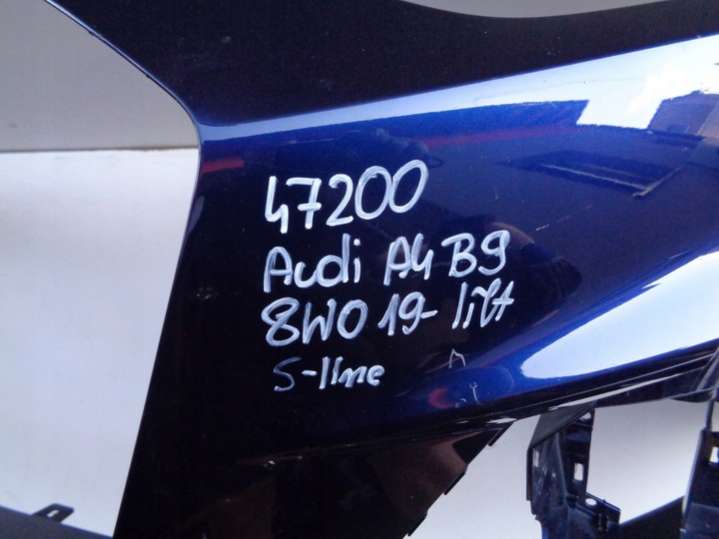 47200
Audi A4 B9
8W0 19- lift
S-line A